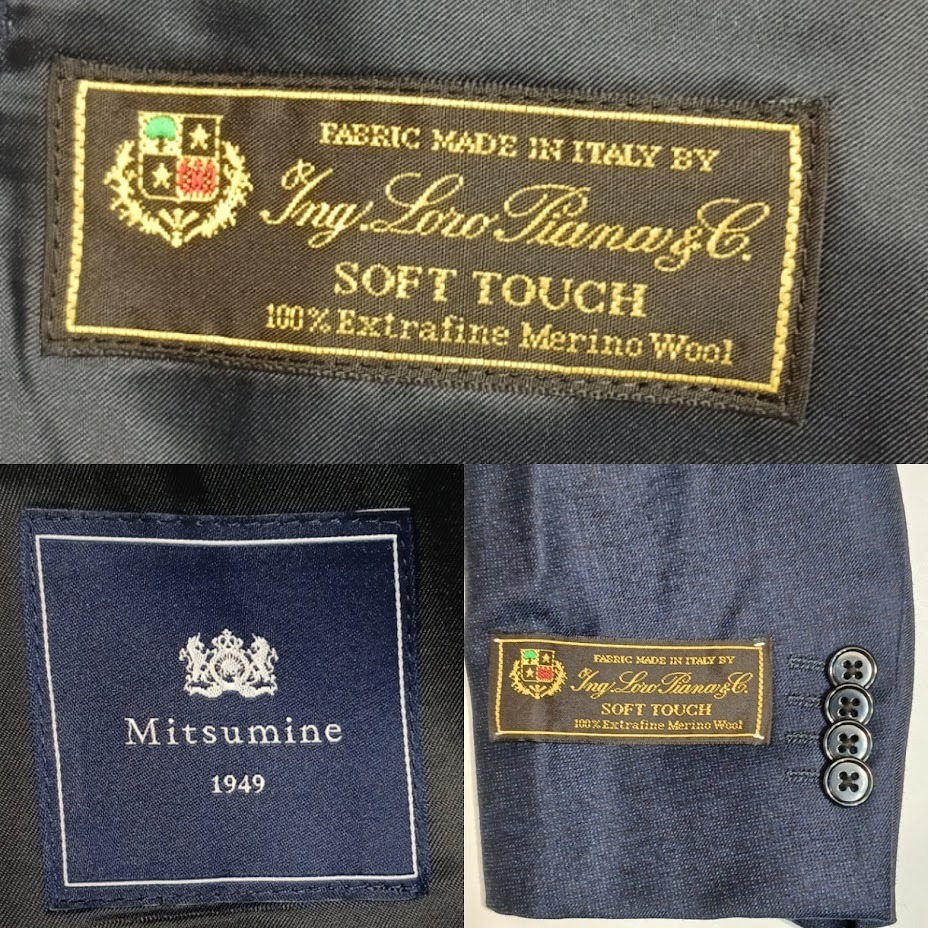 FABRIC MADE IN ITALY BY
Ing. Loro Piana & C.
SOFT TOUCH
100% Extrafine Merino Wool
Mitsumine
1949
FABRIC MADE IN ITALY BY
Ing. Loro Piana & C.
SOFT TOUCH
100% Extrafine Merino Wool